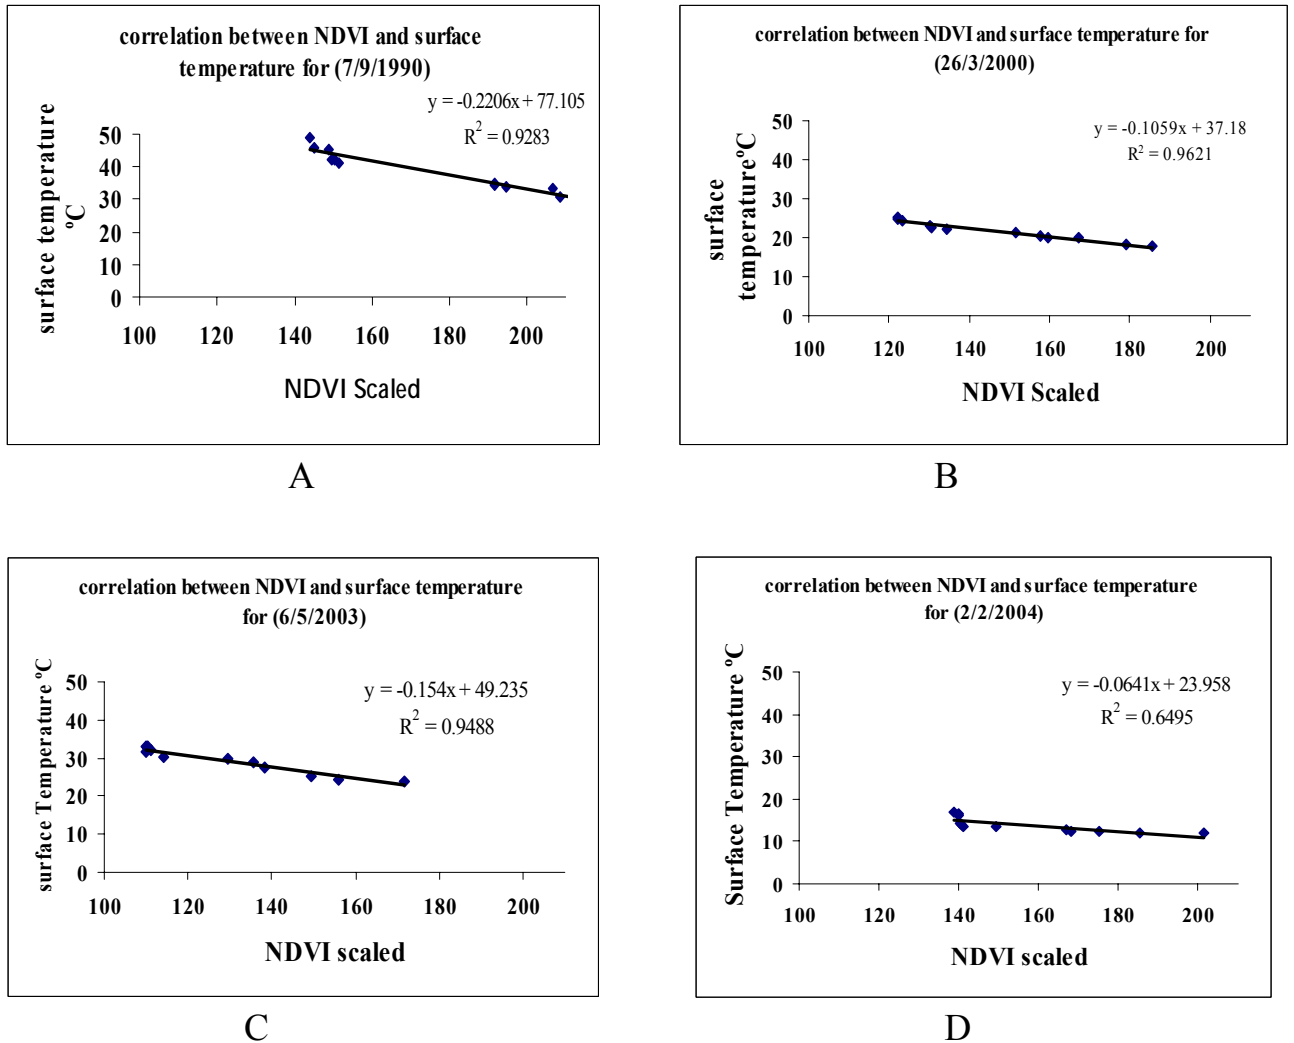 correlation between NDVI and surface
temperature for (7/9/1990)
y = -0.2206x + 77.105
R² = 0.9283
surface temperature
ºC
50
40
30
20
10
0
100 120 140 160 180 200
NDVI Scaled
A
correlation between NDVI and surface temperature for
(26/3/2000)
y = -0.1059x + 37.18
R² = 0.9621
surface
temperatureºC
50
40
30
20
10
0
100 120 140 160 180 200
NDVI Scaled
B
correlation between NDVI and surface temperature
for (6/5/2003)
y = -0.154x + 49.235
R² = 0.9488
surface Temperature ºC
50
40
30
20
10
0
100 120 140 160 180 200
NDVI scaled
C
correlation between NDVI and surface temperature
for (2/2/2004)
y = -0.0641x + 23.958
R² = 0.6495
Surface Temperature ºC
50
40
30
20
10
0
100 120 140 160 180 200
NDVI scaled
D